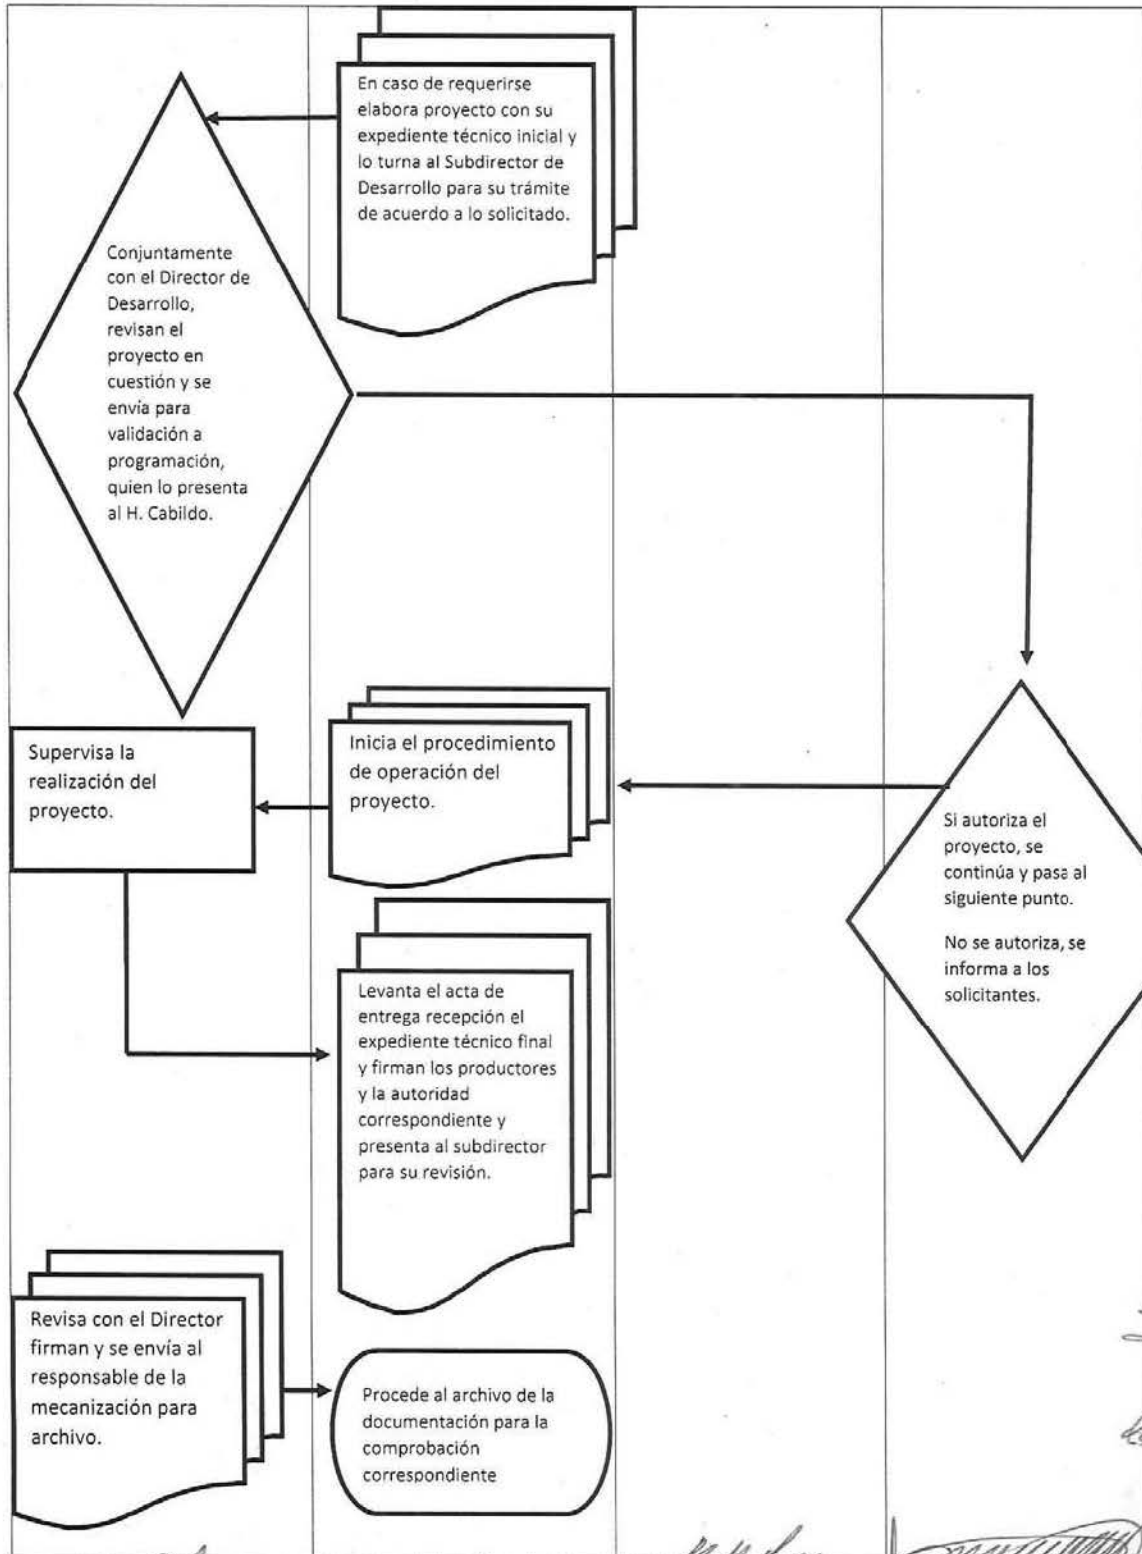 En caso de requerirse
elabora proyecto con su
expediente técnico inicial y
lo turna al Subdirector de
Desarrollo para su trámite
de acuerdo a lo solicitado.
Conjuntamente
con el Director de
Desarrollo,
revisan el
proyecto en
cuestión y se
envía para
validación a
programación,
quien lo presenta
al H. Cabildo.
Si autoriza el
proyecto, se
continúa y pasa al
siguiente punto.
No se autoriza, se
informa a los
solicitantes.
Inicia el procedimiento
de operación del
proyecto.
Supervisa la
realización del
proyecto.
Levanta el acta de
entrega recepción el
expediente técnico final
y firman los productores
y la autoridad
correspondiente y
presenta al subdirector
para su revisión.
Revisa con el Director
firman y se envía al
responsable de la
mecanización para
archivo.
Procede al archivo de la
documentación para la
comprobación
correspondiente